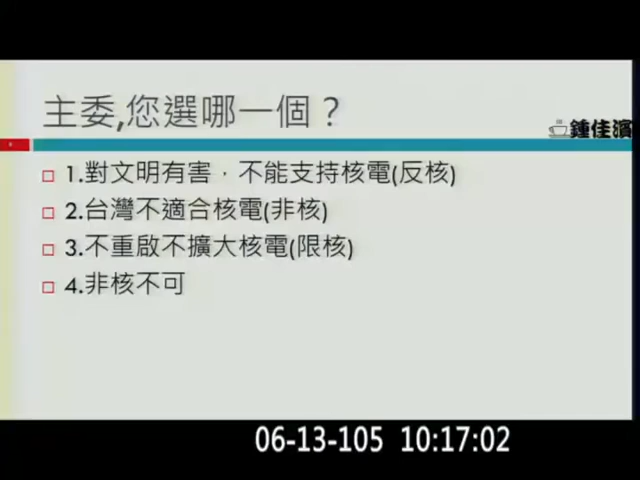 主委,您選哪一個？
鍾佳濱
1.對文明有害，不能支持核電(反核)
2.台灣不適合核電(非核)
3.不重啟不擴大核電(限核)
4.非核不可
06-13-105 10:17:02